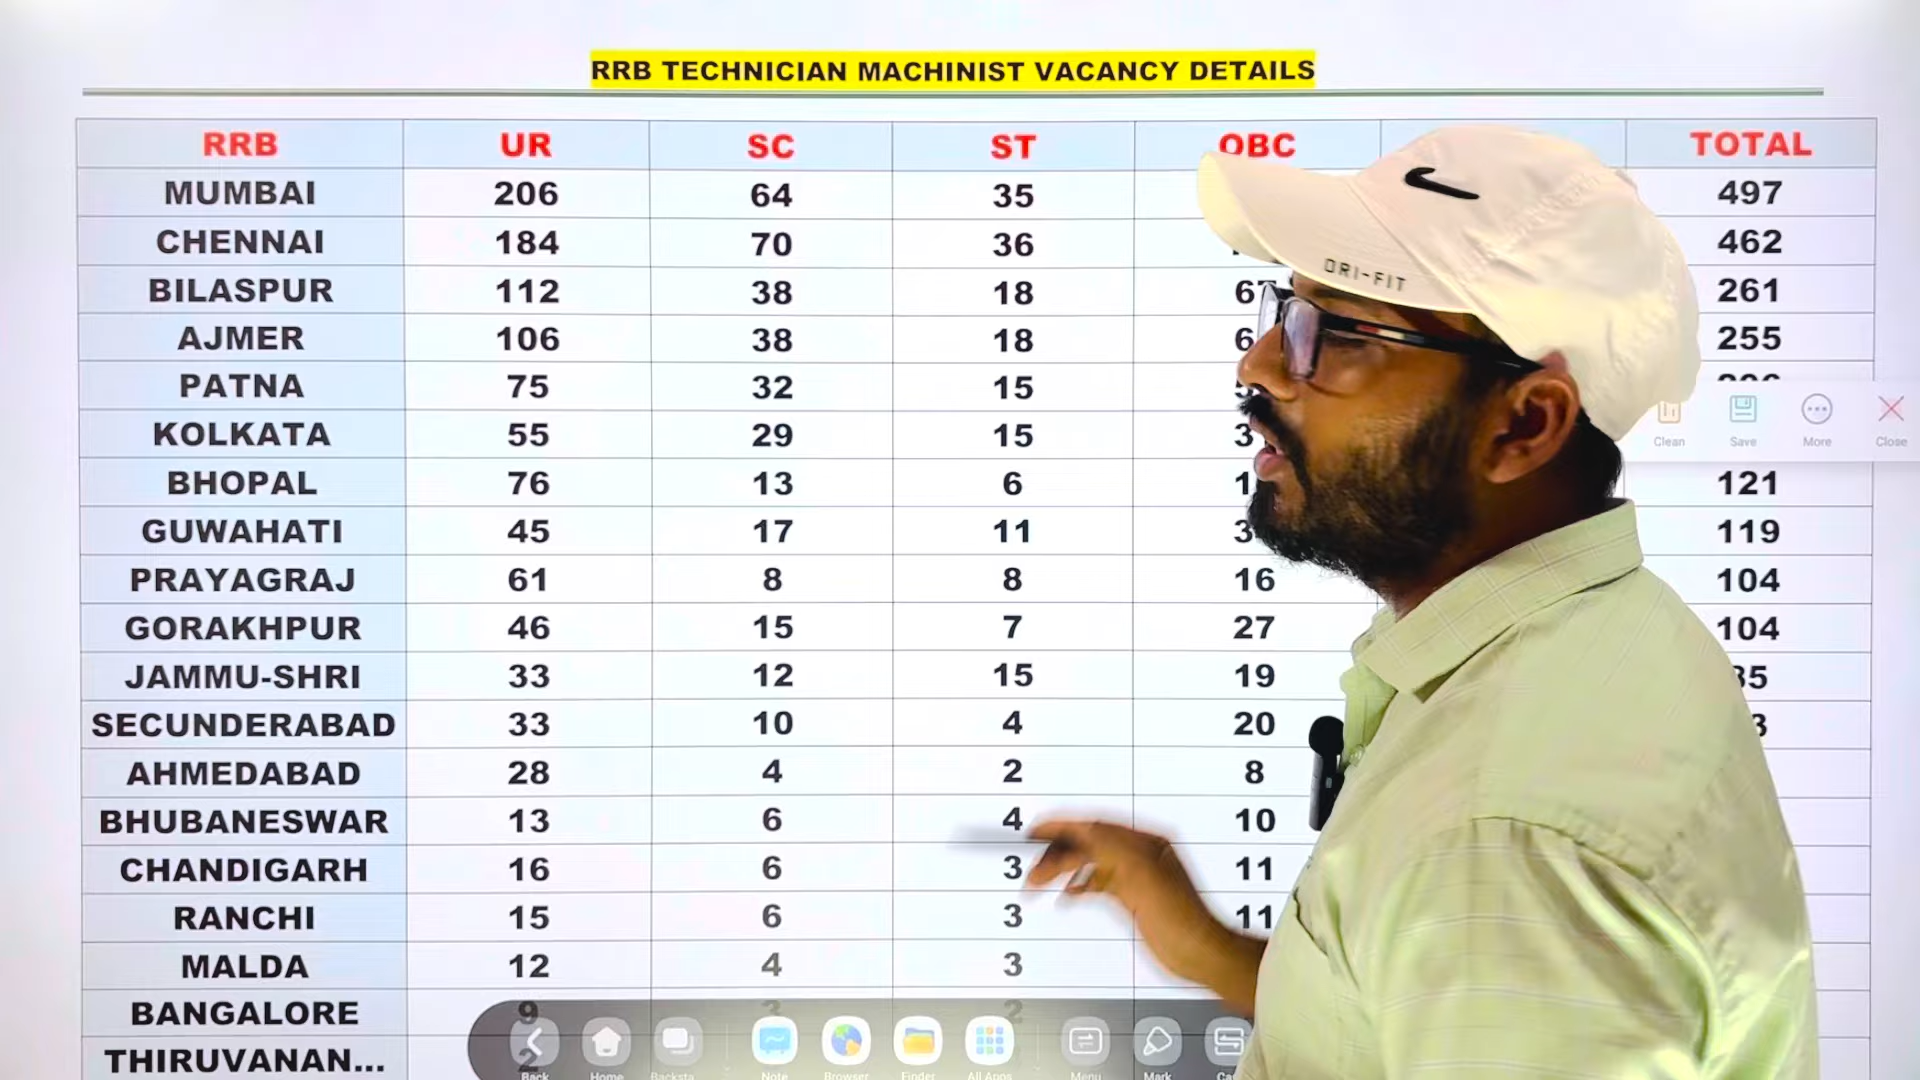 RRB TECHNICIAN MACHINIST VACANCY DETAILS
RRB UR SC ST OBC TOTAL
MUMBAI 206 64 35 497
CHENNAI 184 70 36 462
BILASPUR 112 38 18 67 261
AJMER 106 38 18 255
PATNA 75 32 15
KOLKATA 55 29 15
BHOPAL 76 13 6 121
GUWAHATI 45 17 11 119
PRAYAGRAJ 61 8 8 16 104
GORAKHPUR 46 15 7 27 104
JAMMU-SHRI 33 12 15 19
SECUNDERABAD 33 10 4 20
AHMEDABAD 28 4 2 8
BHUBANESWAR 13 6 4 10
CHANDIGARH 16 6 3 11
RANCHI 15 6 3 11
MALDA 12 4 3
BANGALORE 9 2
THIRUVANAN... 2
DRI-FIT
Clean Save More Close
Back Home Backsta Note Browser Finder All Apps Menu Mark